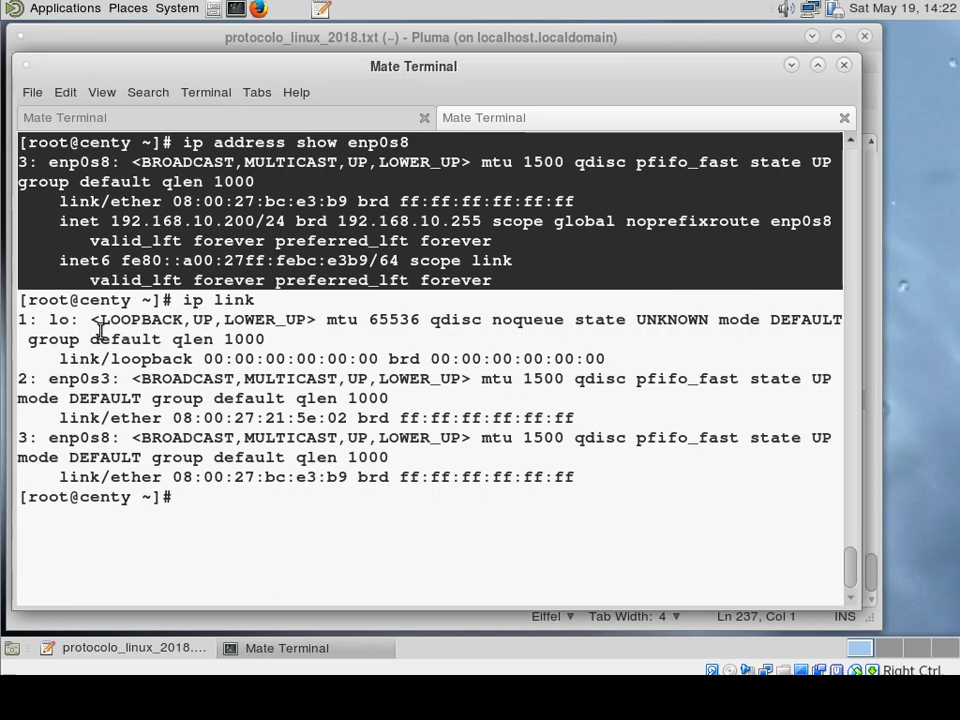 Applications Places System
Sat May 19, 14:22
protocolo_linux_2018.txt (~) - Pluma (on localhost.localdomain)
Mate Terminal
File Edit View Search Terminal Tabs Help
Mate Terminal
Mate Terminal
[root@centy ~]# ip address show enp0s8
3: enp0s8: <BROADCAST,MULTICAST,UP,LOWER_UP> mtu 1500 qdisc pfifo_fast state UP
group default qlen 1000
link/ether 08:00:27:bc:e3:b9 brd ff:ff:ff:ff:ff:ff
inet 192.168.10.200/24 brd 192.168.10.255 scope global noprefixroute enp0s8
valid_lft forever preferred_lft forever
inet6 fe80::a00:27ff:febc:e3b9/64 scope link
valid_lft forever preferred_lft forever
[root@centy ~]# ip link
1: lo: <LOOPBACK,UP,LOWER_UP> mtu 65536 qdisc noqueue state UNKNOWN mode DEFAULT
group default qlen 1000
link/loopback 00:00:00:00:00:00 brd 00:00:00:00:00:00
2: enp0s3: <BROADCAST,MULTICAST,UP,LOWER_UP> mtu 1500 qdisc pfifo_fast state UP
mode DEFAULT group default qlen 1000
link/ether 08:00:27:21:5e:02 brd ff:ff:ff:ff:ff:ff
3: enp0s8: <BROADCAST,MULTICAST,UP,LOWER_UP> mtu 1500 qdisc pfifo_fast state UP
mode DEFAULT group default qlen 1000
link/ether 08:00:27:bc:e3:b9 brd ff:ff:ff:ff:ff:ff
[root@centy ~]#
Eiffel Tab Width: 4 Ln 237, Col 1 INS
protocolo_linux_2018.... Mate Terminal
Right Ctrl